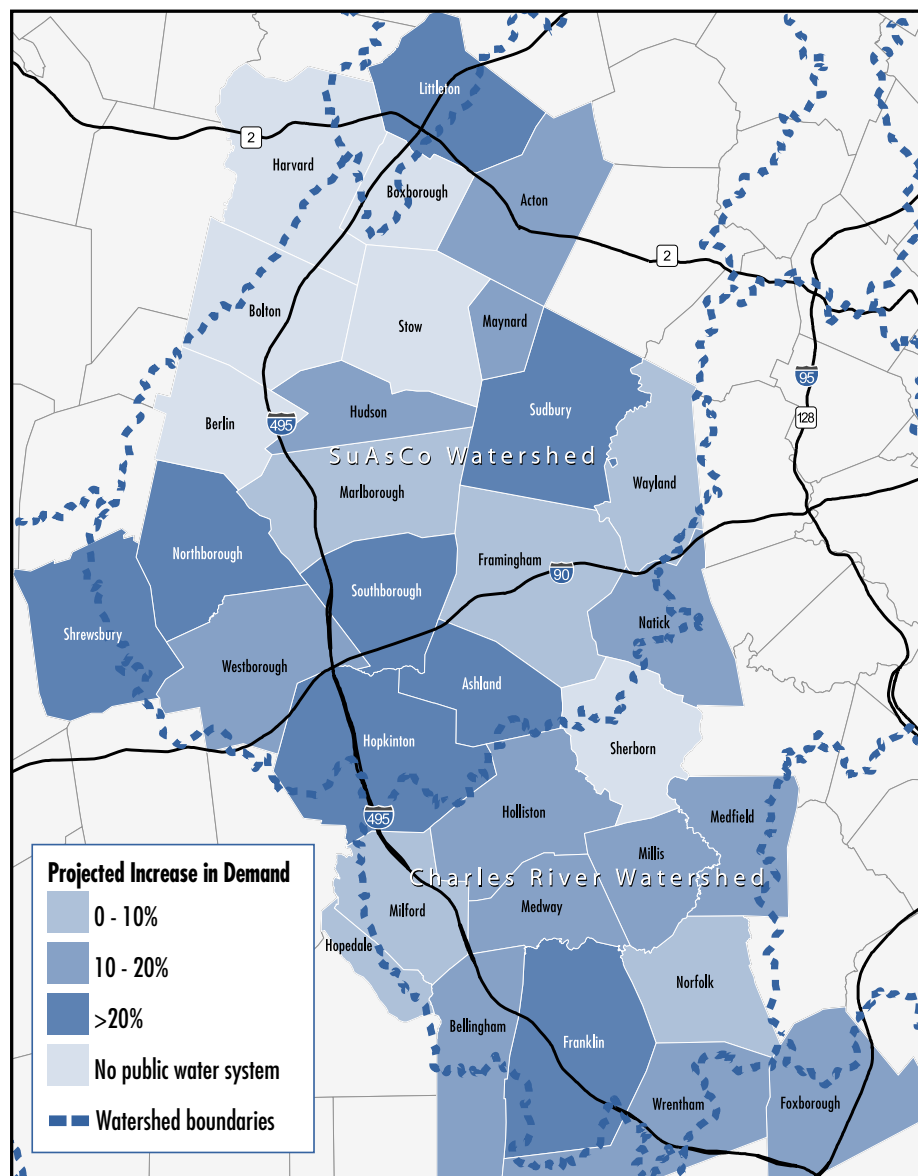 Littleton
2
Harvard
Boxborough
Acton
2
Bolton
Stow
Maynard
95
128
Hudson
Sudbury
Berlin
495
SuAsCo Watershed
Wayland
Marlborough
Northborough
Framingham
90
Southborough
Natick
Shrewsbury
Westborough
Ashland
Hopkinton
Sherborn
Holliston
495
Medfield
Millis
Charles River Watershed
Milford
Medway
Hopedale
Norfolk
Bellingham
Franklin
Wrentham
Foxborough
Projected Increase in Demand
0 - 10%
10 - 20%
>20%
No public water system
Watershed boundaries